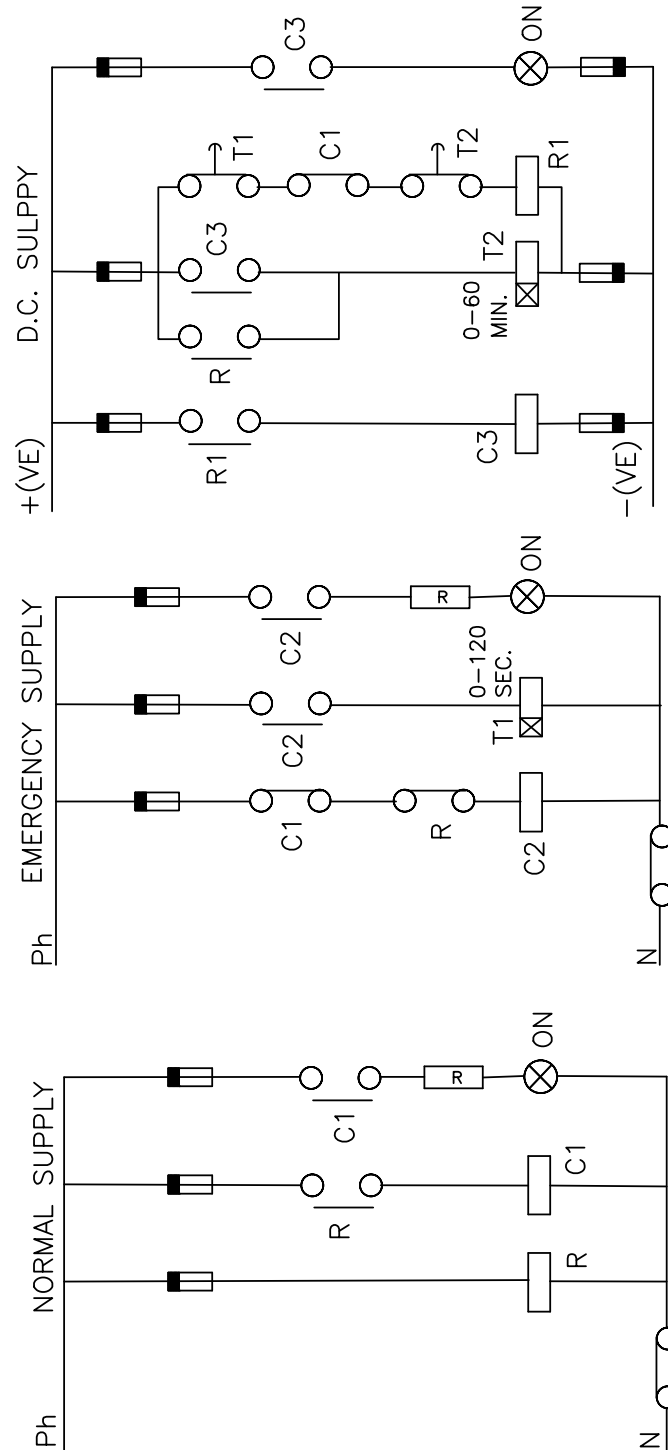 NORMAL SUPPLY
Ph
R
C1
R
R
C1
ON
N
EMERGENCY SUPPLY
Ph
C1
C2
C2
R
R
T1
0-120
SEC.
C2
ON
N
D.C. SULPPY
+(VE)
R1
R
C3
T1
C1
T2
C3
0-60
MIN.
T2
C3
R1
ON
-(VE)